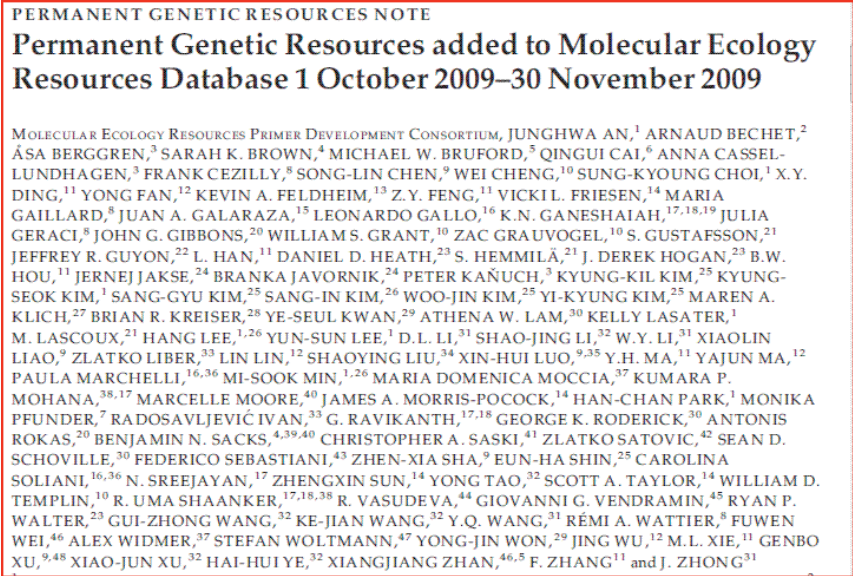 PERMANENT GENETIC RESOURCES NOTE
Permanent Genetic Resources added to Molecular Ecology
Resources Database 1 October 2009–30 November 2009
MOLECULAR ECOLOGY RESOURCES PRIMER DEVELOPMENT CONSORTIUM, JUNGHWA AN,1 ARNAUD BECHET,2
ÅSA BERGGREN,3 SARAH K. BROWN,4 MICHAEL W. BRUFORD,5 QINGUI CAI,6 ANNA CASSEL-
LUNDHAGEN,3 FRANK CEZILLY,8 SONG-LIN CHEN,9 WEI CHENG,10 SUNG-KYOUNG CHOI,1 X.Y.
DING,11 YONG FAN,12 KEVIN A. FELDHEIM,13 Z.Y. FENG,11 VICKI L. FRIESEN,14 MARIA
GAILLARD,8 JUAN A. GALARAZA,15 LEONARDO GALLO,16 K.N. GANESHAIAH,17,18,19 JULIA
GERACI,8 JOHN G. GIBBONS,20 WILLIAM S. GRANT,10 ZAC GRAUVOGEL,10 S. GUSTAFSSON,21
JEFFREY R. GUYON,22 L. HAN,11 DANIEL D. HEATH,23 S. HEMMILÄ,21 J. DEREK HOGAN,23 B.W.
HOU,11 JERNEJ JAKSE,24 BRANKA JAVORNIK,24 PETER KAŇUCH,3 KYUNG-KIL KIM,25 KYUNG-
SEOK KIM,1 SANG-GYU KIM,25 SANG-IN KIM,26 WOO-JIN KIM,25 YI-KYUNG KIM,25 MAREN A.
KLICH,27 BRIAN R. KREISER,28 YE-SEUL KWAN,29 ATHENA W. LAM,30 KELLY LASATER,1
M. LASCOUX,21 HANG LEE,1,26 YUN-SUN LEE,1 D.L. LI,31 SHAO-JING LI,32 W.Y. LI,31 XIAOLIN
LIAO,9 ZLATKO LIBER,33 LIN LIN,12 SHAOYING LIU,34 XIN-HUI LUO,9,35 Y.H. MA,11 YAJUN MA,12
PAULA MARCHELLI,16,36 MI-SOOK MIN,1,26 MARIA DOMENICA MOCCIA,37 KUMARA P.
MOHANA,38,17 MARCELLE MOORE,40 JAMES A. MORRIS-POCOCK,14 HAN-CHAN PARK,1 MONIKA
PFUNDER,7 RADOSAVLJEVIĆ IVAN,33 G. RAVIKANTH,17,18 GEORGE K. RODERICK,30 ANTONIS
ROKAS,20 BENJAMIN N. SACKS,4,39,40 CHRISTOPHER A. SASKI,41 ZLATKO SATOVIC,42 SEAN D.
SCHOVILLE,30 FEDERICO SEBASTIANI,43 ZHEN-XIA SHA,9 EUN-HA SHIN,25 CAROLINA
SOLIANI,16,36 N. SREEJAYAN,17 ZHENGXIN SUN,14 YONG TAO,32 SCOTT A. TAYLOR,14 WILLIAM D.
TEMPLIN,10 R. UMA SHAANKER,17,18,38 R. VASUDEVA,44 GIOVANNI G. VENDRAMIN,45 RYAN P.
WALTER,23 GUI-ZHONG WANG,32 KE-JIAN WANG,32 Y.Q. WANG,31 RÉMI A. WATTIER,8 FUWEN
WEI,46 ALEX WIDMER,37 STEFAN WOLTMANN,47 YONG-JIN WON,29 JING WU,12 M.L. XIE,11 GENBO
XU,9,48 XIAO-JUN XU,32 HAI-HUI YE,32 XIANGJIANG ZHAN,46,5 F. ZHANG11 and J. ZHONG31